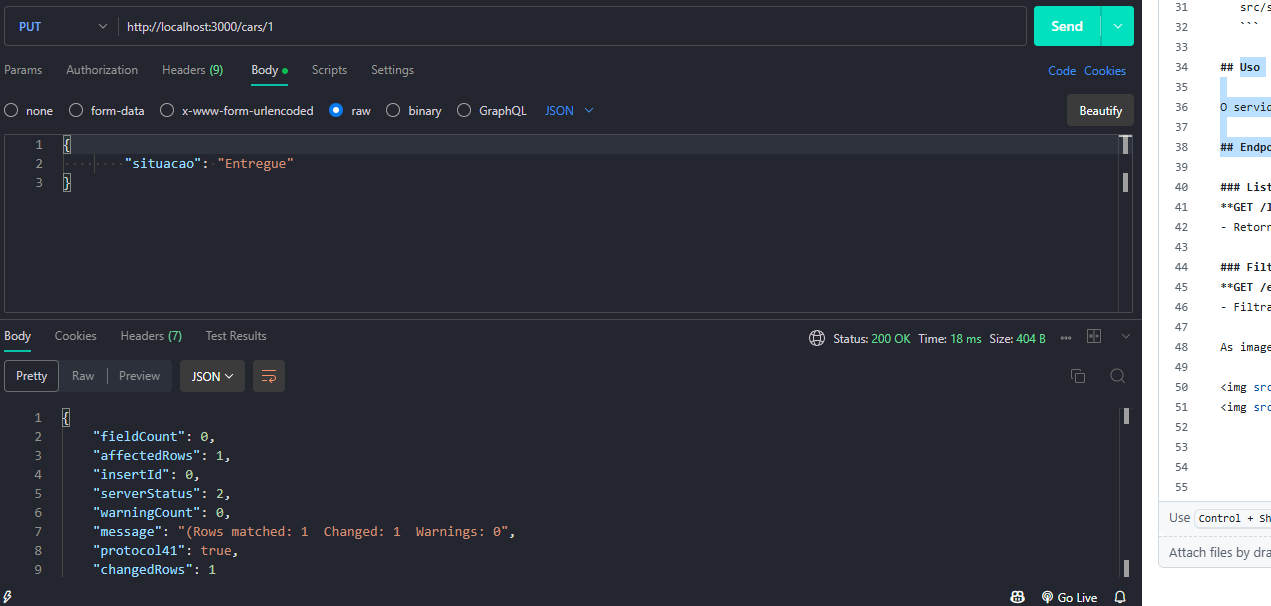 PUT http://localhost:3000/cars/1 Send
Params Authorization Headers (9) Body Scripts Settings Code Cookies
none form-data x-www-form-urlencoded raw binary GraphQL JSON Beautify
1 {
2 "situacao": "Entregue"
3 }
Body Cookies Headers (7) Test Results Status: 200 OK Time: 18 ms Size: 404 B
Pretty Raw Preview JSON
1 {
2 "fieldCount": 0,
3 "affectedRows": 1,
4 "insertId": 0,
5 "serverStatus": 2,
6 "warningCount": 0,
7 "message": "(Rows matched: 1  Changed: 1  Warnings: 0",
8 "protocol41": true,
9 "changedRows": 1
Go Live
31 src/s
32 ```
33
34 ## Uso
35
36 O servid
37
38 ## Endpo
39
40 ### List
41 **GET /l
42 - Retorn
43
44 ### Filt
45 **GET /e
46 - Filtra
47
48 As image
49
50 <img src
51 <img src
52
53
54
55
Use Control + Sh
Attach files by dra